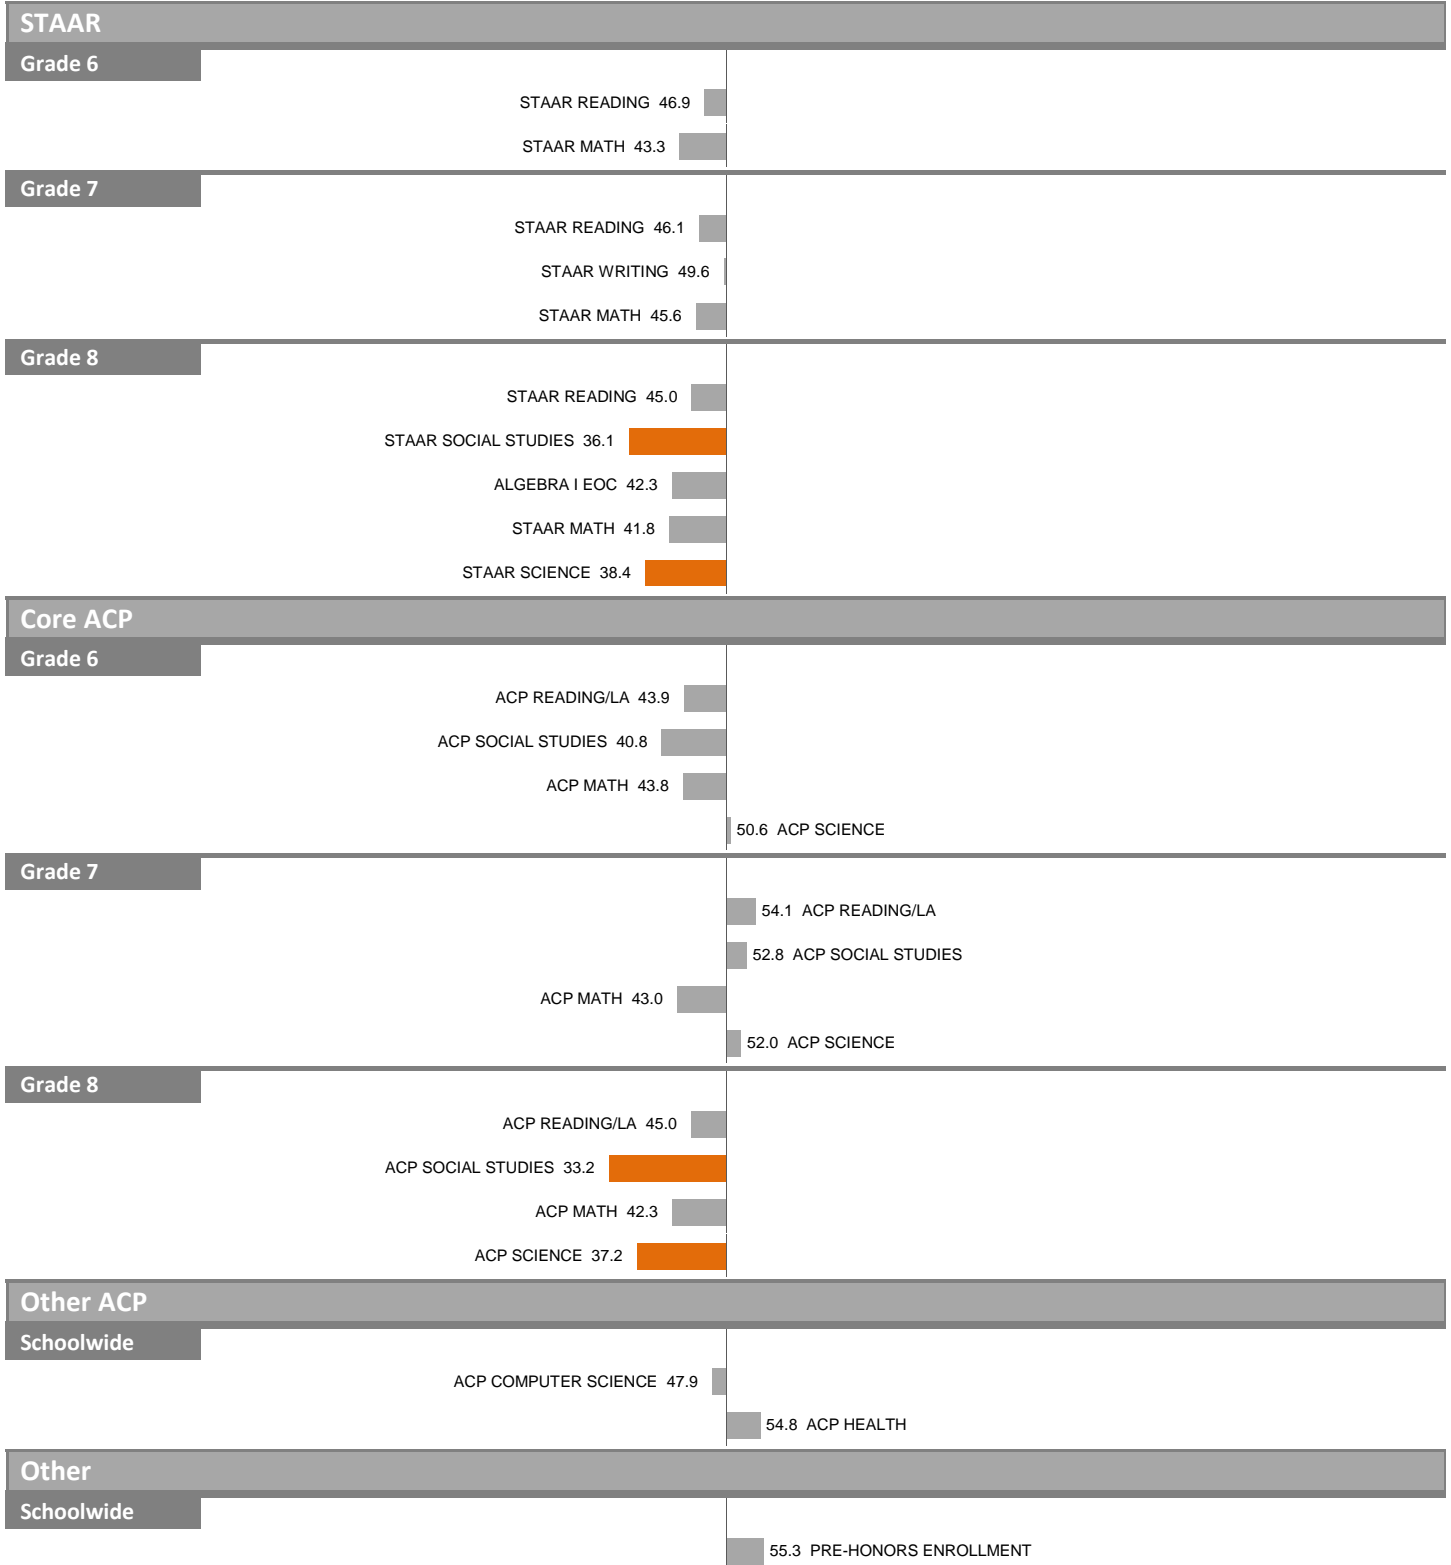 STAAR
Grade 6
STAAR READING 46.9
STAAR MATH 43.3
Grade 7
STAAR READING 46.1
STAAR WRITING 49.6
STAAR MATH 45.6
Grade 8
STAAR READING 45.0
STAAR SOCIAL STUDIES 36.1
ALGEBRA I EOC 42.3
STAAR MATH 41.8
STAAR SCIENCE 38.4
Core ACP
Grade 6
ACP READING/LA 43.9
ACP SOCIAL STUDIES 40.8
ACP MATH 43.8
50.6 ACP SCIENCE
Grade 7
54.1 ACP READING/LA
52.8 ACP SOCIAL STUDIES
ACP MATH 43.0
52.0 ACP SCIENCE
Grade 8
ACP READING/LA 45.0
ACP SOCIAL STUDIES 33.2
ACP MATH 42.3
ACP SCIENCE 37.2
Other ACP
Schoolwide
ACP COMPUTER SCIENCE 47.9
54.8 ACP HEALTH
Other
Schoolwide
55.3 PRE-HONORS ENROLLMENT